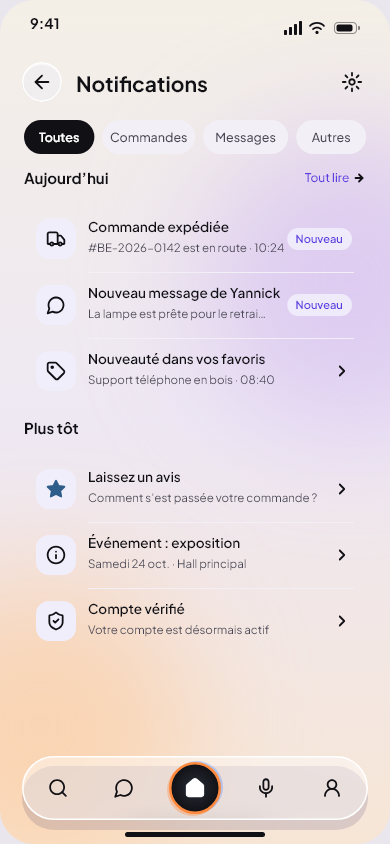 9:41
Notifications
Toutes
Commandes
Messages
Autres
Aujourd’hui
Tout lire →
Commande expédiée
#BE-2026-0142 est en route · 10:24
Nouveau
Nouveau message de Yannick
La lampe est prête pour le retrai...
Nouveau
Nouveauté dans vos favoris
Support téléphone en bois · 08:40
Plus tôt
Laissez un avis
Comment s’est passée votre commande ?
Événement : exposition
Samedi 24 oct. · Hall principal
Compte vérifié
Votre compte est désormais actif